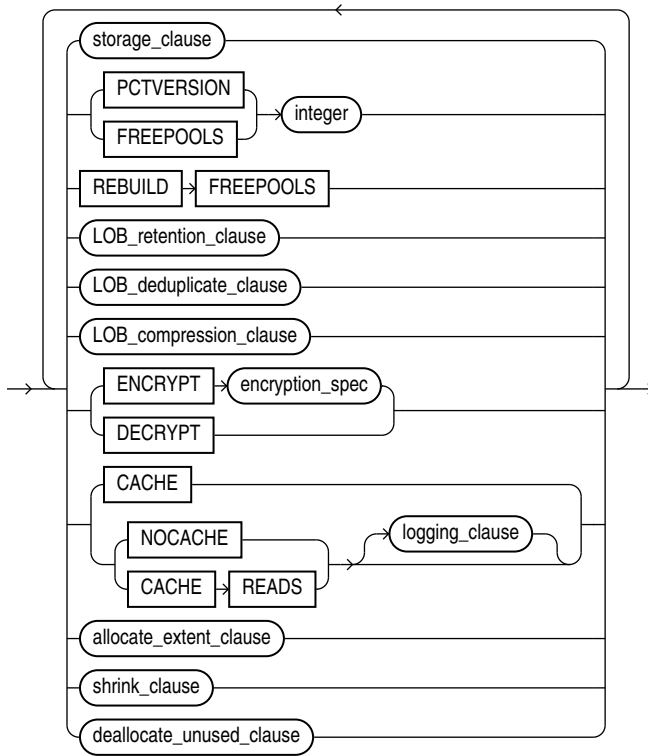 storage_clause
PCTVERSION
integer
FREEPOOLS
REBUILD FREEPOOLS
LOB_retention_clause
LOB_deduplicate_clause
LOB_compression_clause
ENCRYPT encryption_spec
DECRYPT
CACHE
NOCACHE
logging_clause
CACHE READS
allocate_extent_clause
shrink_clause
deallocate_unused_clause